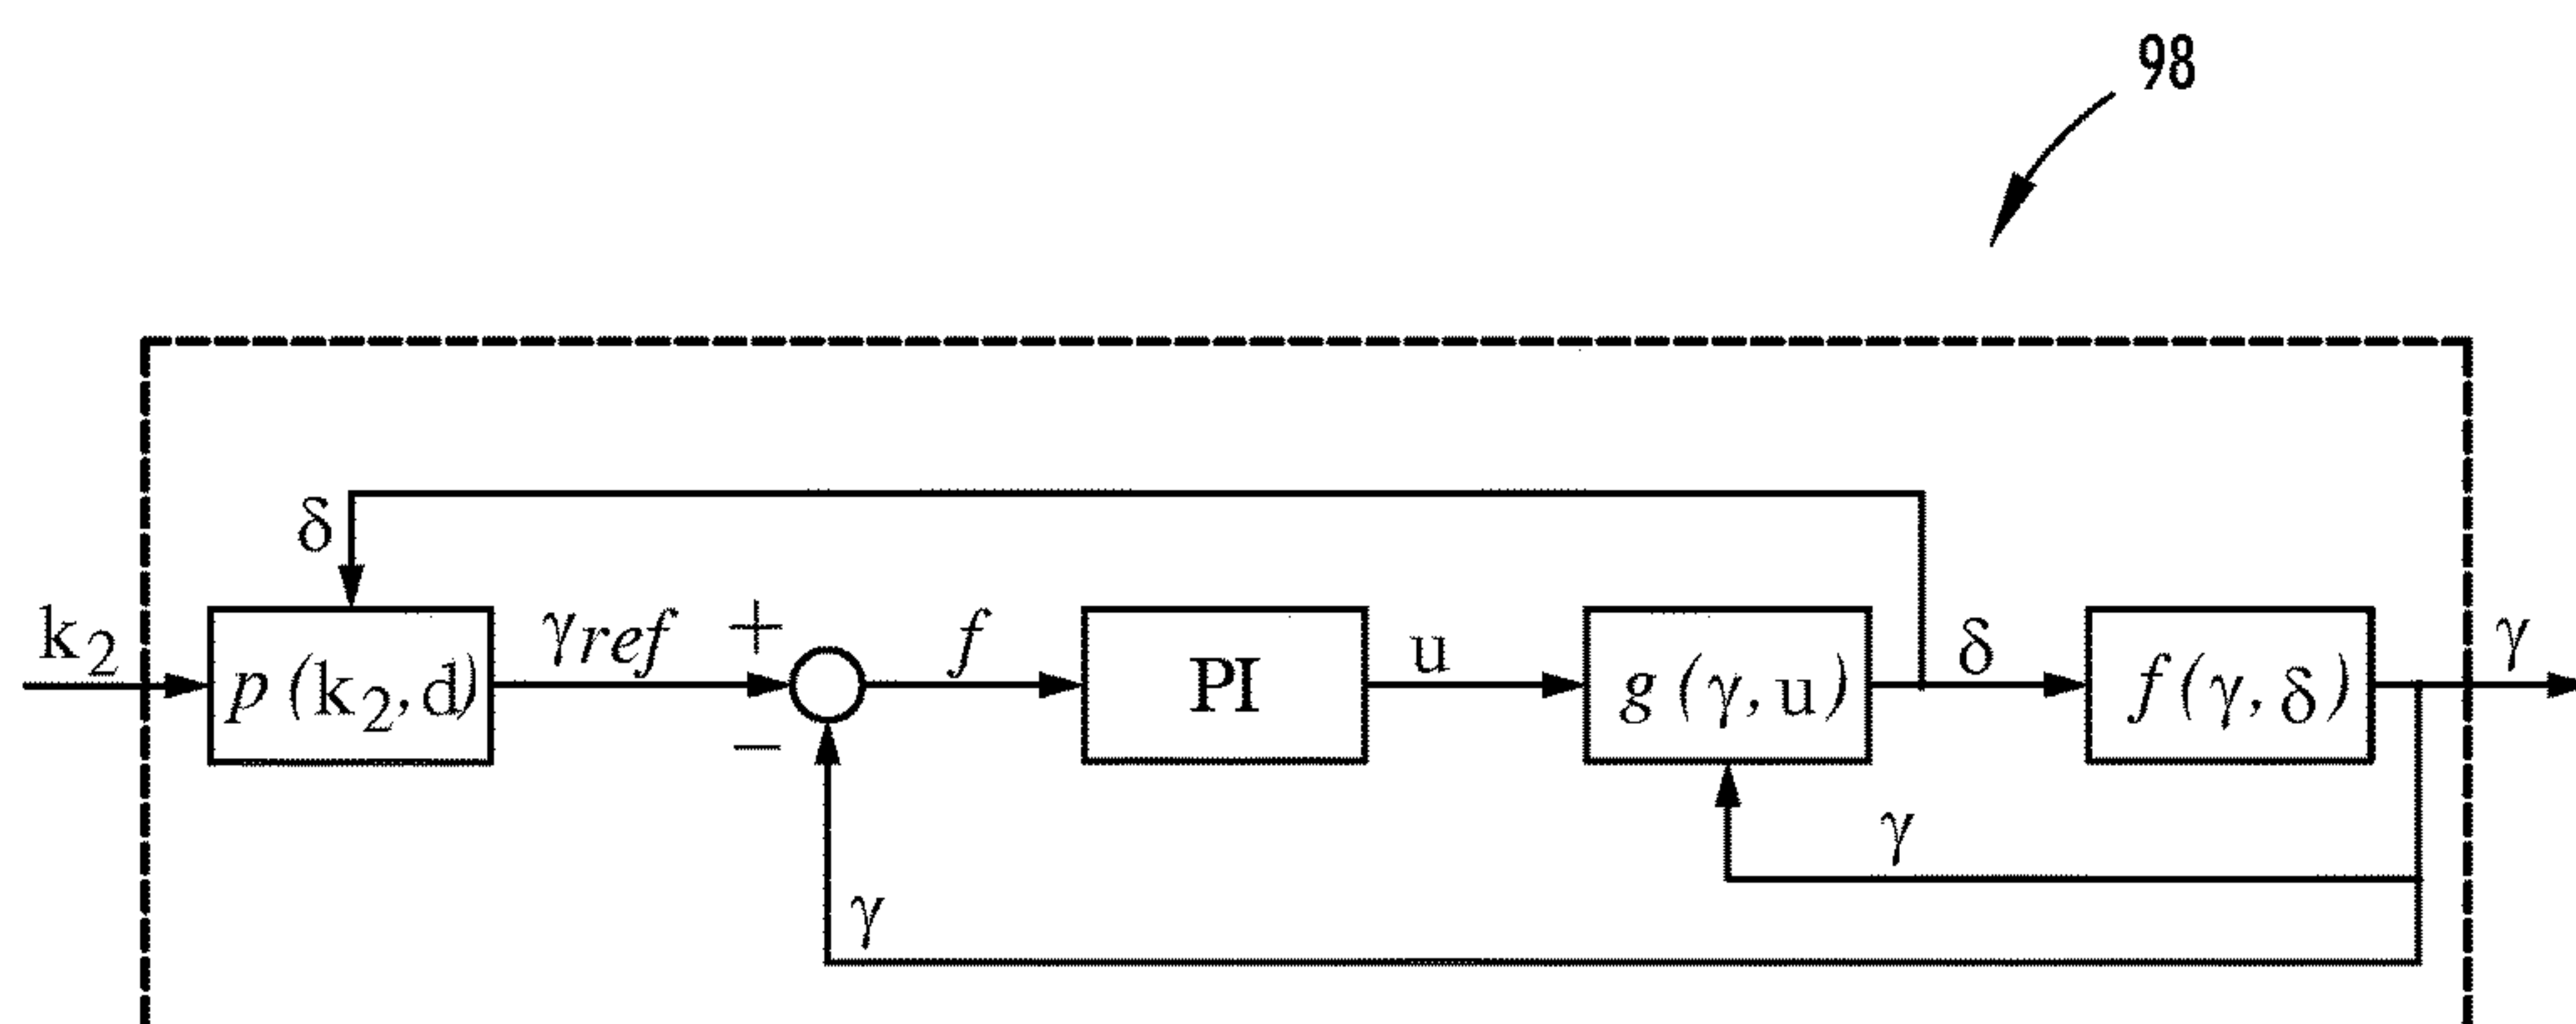 98
δ
k₂
p (k₂,d)
γref
+
−
f
PI
u
g (γ, u)
δ
f (γ, δ)
γ
γ
γ